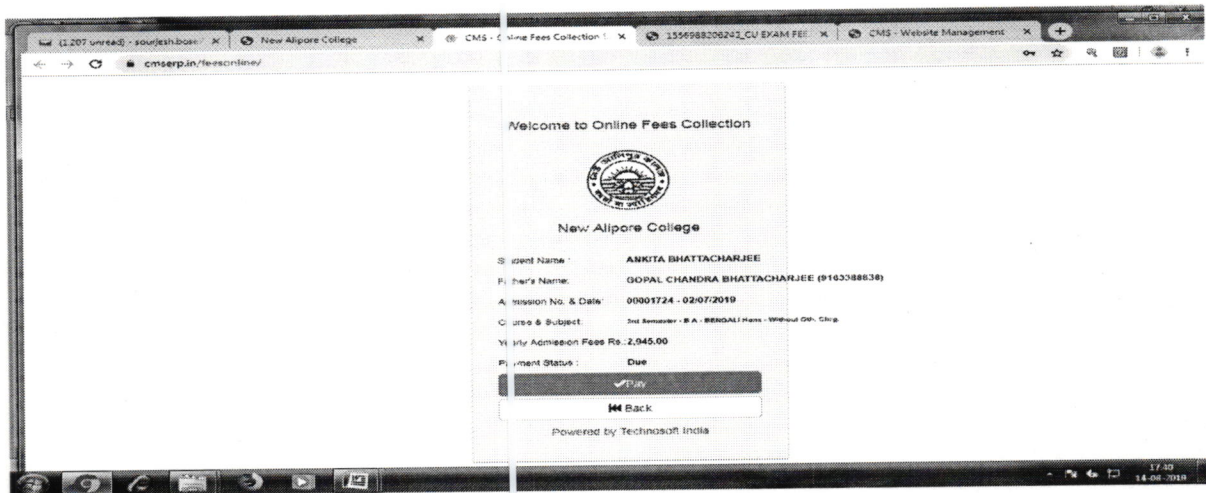 (1,207 unread) - sourjesh.bose
New Alipore College
CMS - Online Fees Collection
1556988206243_CU EXAM FEE
CMS - Website Management
cmserp.in/feesonline/
Welcome to Online Fees Collection
New Alipore College
Student Name : ANKITA BHATTACHARJEE
Father's Name: GOPAL CHANDRA BHATTACHARJEE (9163388638)
Admission No. & Date: 00001724 - 02/07/2019
Course & Subject: 3rd Semester - B A - BENGALI Hons - Without Oth. Chrg.
Yearly Admission Fees Rs.:2,945.00
Payment Status : Due
Pay
Back
Powered by Technosoft India
17:40
14-08-2019